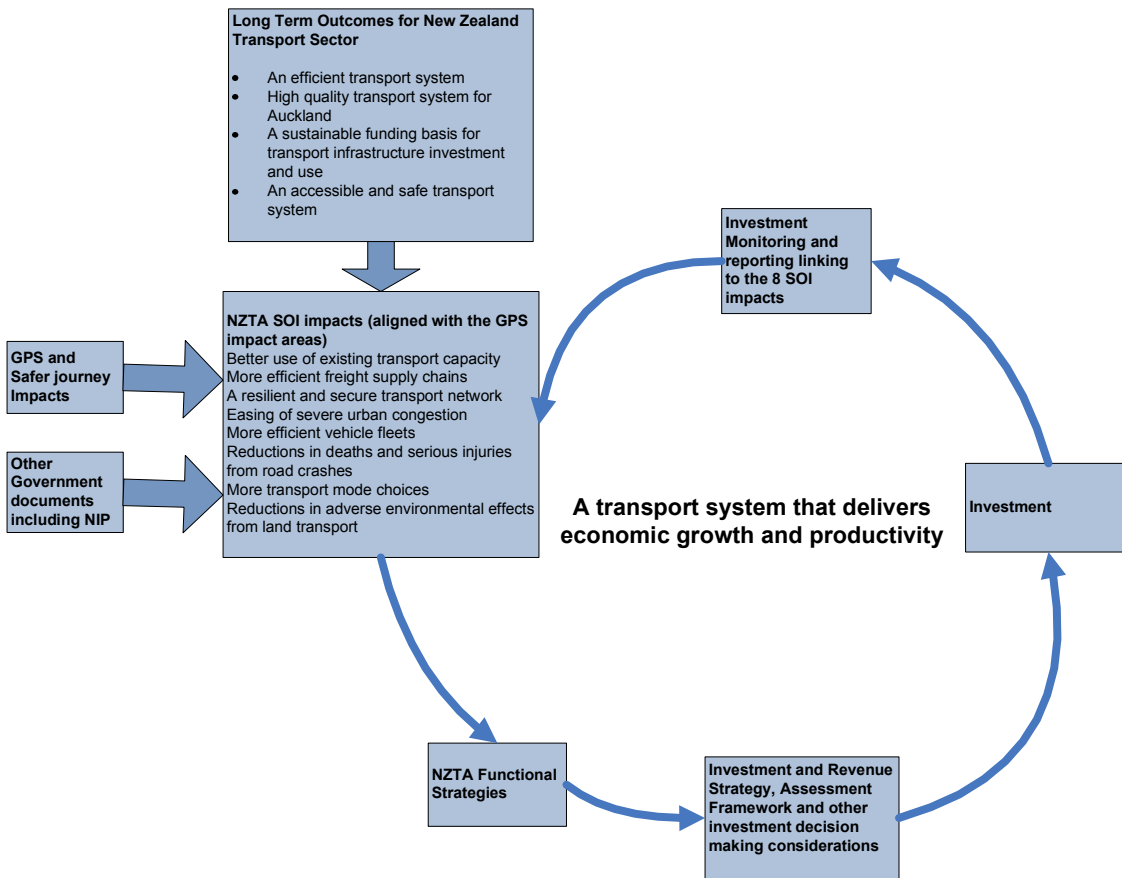 Long Term Outcomes for New Zealand
Transport Sector
• An efficient transport system
• High quality transport system for
Auckland
• A sustainable funding basis for
transport infrastructure investment
and use
• An accessible and safe transport
system
GPS and
Safer journey
Impacts
Other
Government
documents
including NIP
NZTA SOI impacts (aligned with the GPS
impact areas)
Better use of existing transport capacity
More efficient freight supply chains
A resilient and secure transport network
Easing of severe urban congestion
More efficient vehicle fleets
Reductions in deaths and serious injuries
from road crashes
More transport mode choices
Reductions in adverse environmental effects
from land transport
Investment
Monitoring and
reporting linking
to the 8 SOI
impacts
A transport system that delivers
economic growth and productivity
Investment
NZTA Functional
Strategies
Investment and Revenue
Strategy, Assessment
Framework and other
investment decision
making considerations